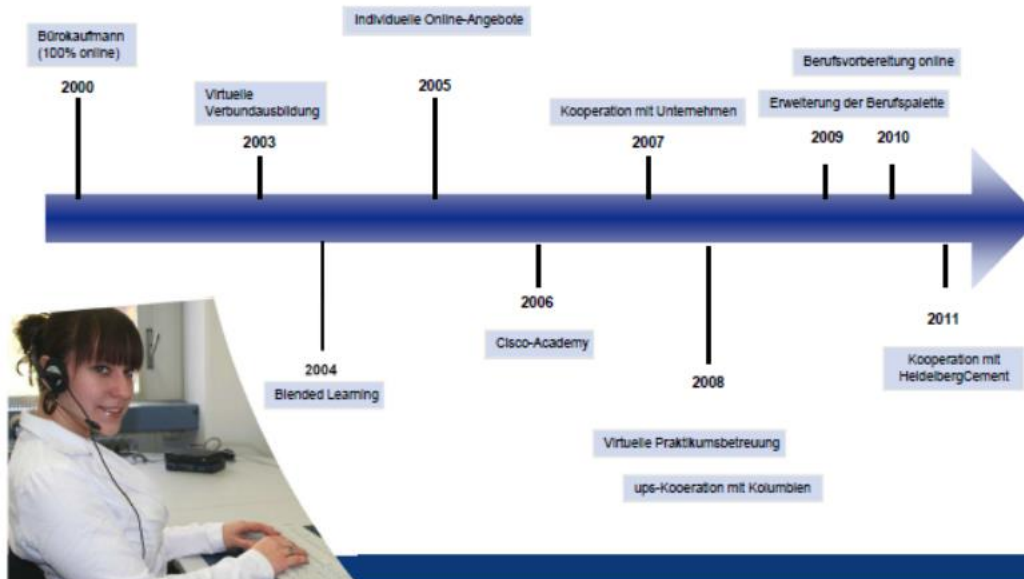 Individuelle Online-Angebote
Bürokaufmann
(100% online)
2000
Virtuelle
Verbundausbildung
2003
2005
Kooperation mit Unternehmen
2007
Berufsvorbereitung online
Erweiterung der Berufspalette
2009
2010
2004
Blended Learning
2006
Cisco-Academy
2008
Virtuelle Praktikumsbetreuung
ups-Kooeration mit Kolumbien
2011
Kooperation mit
HeidelbergCement